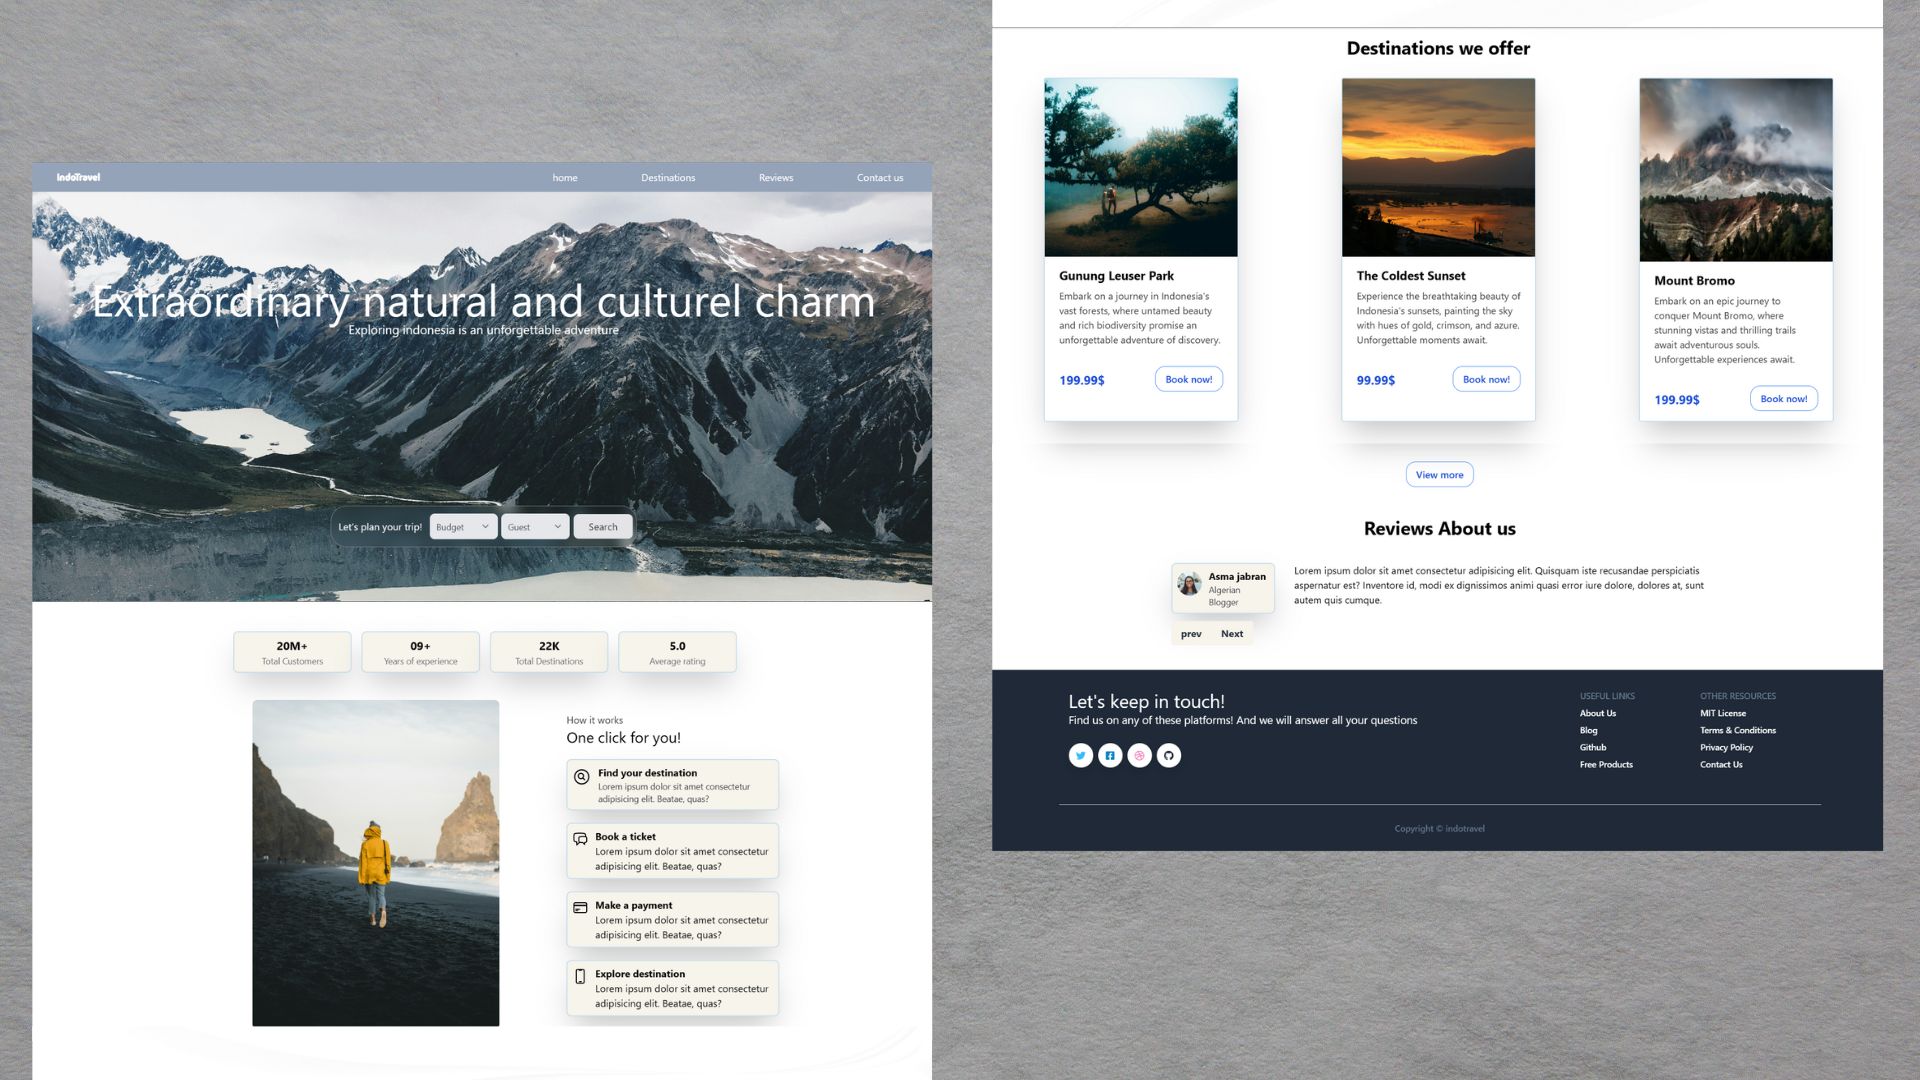 IndoTravel
home
Destinations
Reviews
Contact us
Extraordinary natural and culturel charm
Exploring indonesia is an unforgettable adventure
Let's plan your trip!
Budget
Guest
Search
20M+
Total Customers
09+
Years of experience
22K
Total Destinations
5.0
Average rating
How it works
One click for you!
Find your destination
Lorem ipsum dolor sit amet consectetur
adipisicing elit. Beatae, quas?
Book a ticket
Lorem ipsum dolor sit amet consectetur
adipisicing elit. Beatae, quas?
Make a payment
Lorem ipsum dolor sit amet consectetur
adipisicing elit. Beatae, quas?
Explore destination
Lorem ipsum dolor sit amet consectetur
adipisicing elit. Beatae, quas?
Destinations we offer
Gunung Leuser Park
Embark on a journey in Indonesia's
vast forests, where untamed beauty
and rich biodiversity promise an
unforgettable adventure of discovery.
199.99$
Book now!
The Coldest Sunset
Experience the breathtaking beauty of
Indonesia's sunsets, painting the sky
with hues of gold, crimson, and azure.
Unforgettable moments await.
99.99$
Book now!
Mount Bromo
Embark on an epic journey to
conquer Mount Bromo, where
stunning vistas and thrilling trails
await adventurous souls.
Unforgettable experiences await.
199.99$
Book now!
View more
Reviews About us
Asma jabran
Algerian
Blogger
Lorem ipsum dolor sit amet consectetur adipisicing elit. Quisquam iste recusandae perspiciatis
aspernatur est? Inventore id, modi ex dignissimos animi quasi error iure dolore, dolores at, sunt
autem quis cumque.
prev
Next
Let's keep in touch!
Find us on any of these platforms! And we will answer all your questions
USEFUL LINKS
About Us
Blog
Github
Free Products
OTHER RESOURCES
MIT License
Terms & Conditions
Privacy Policy
Contact Us
Copyright © indotravel